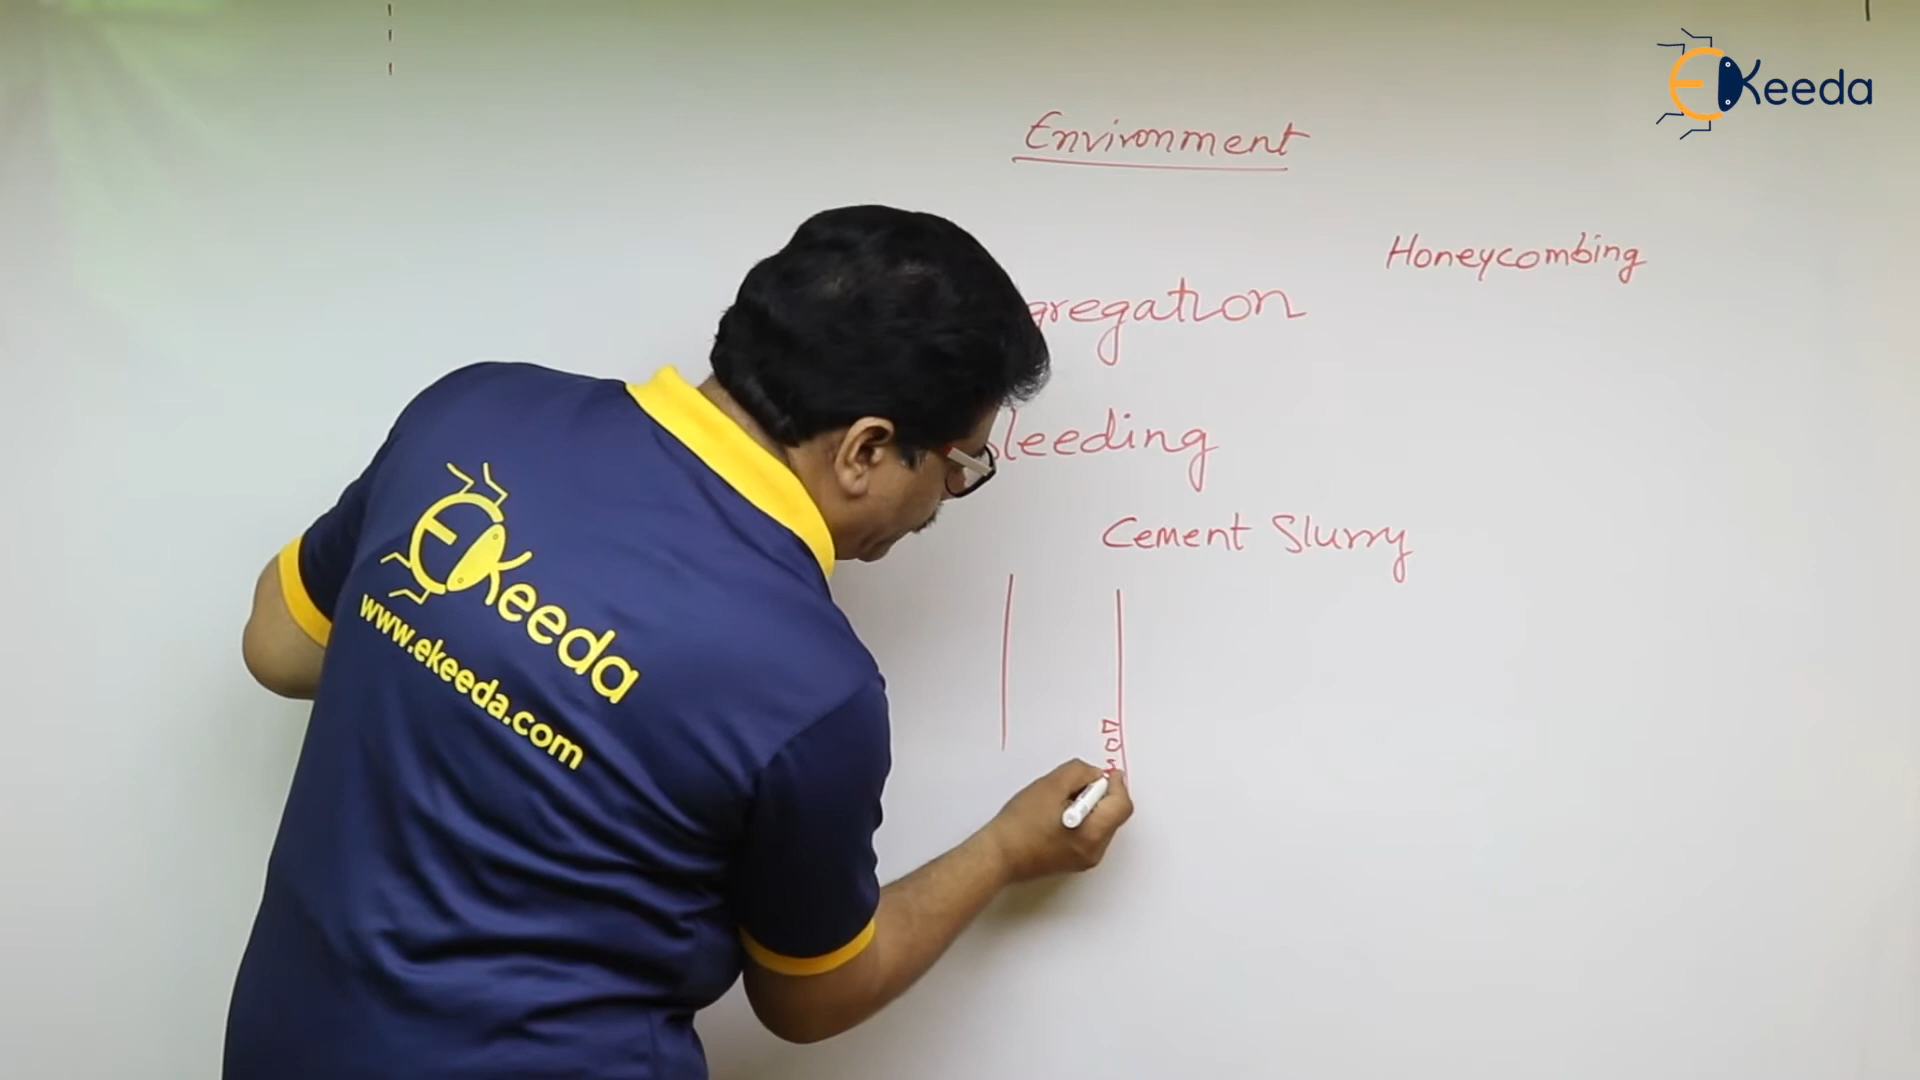 EKeeda
Environment
Honeycombing
gregation
leeding
Cement Slurry
EKeeda
www.ekeeda.com